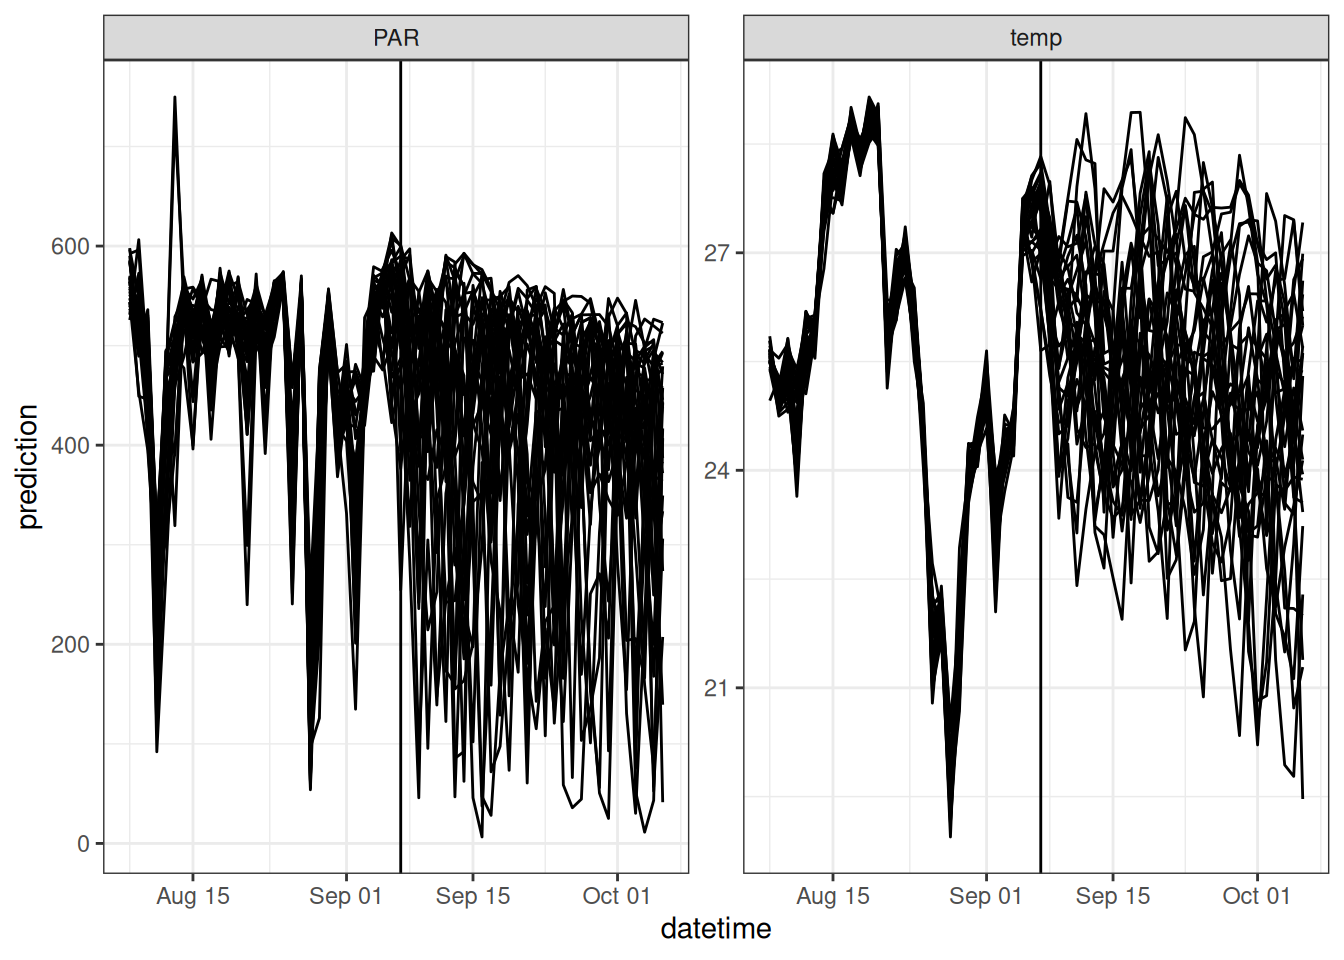 PAR
temp
prediction
600
400
200
0
27
24
21
Aug 15
Sep 01
Sep 15
Oct 01
Aug 15
Sep 01
Sep 15
Oct 01
datetime